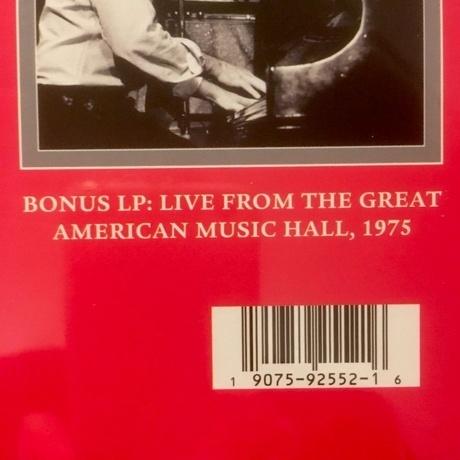 BONUS LP: LIVE FROM THE GREAT
AMERICAN MUSIC HALL, 1975
1 9075-92552-1 6